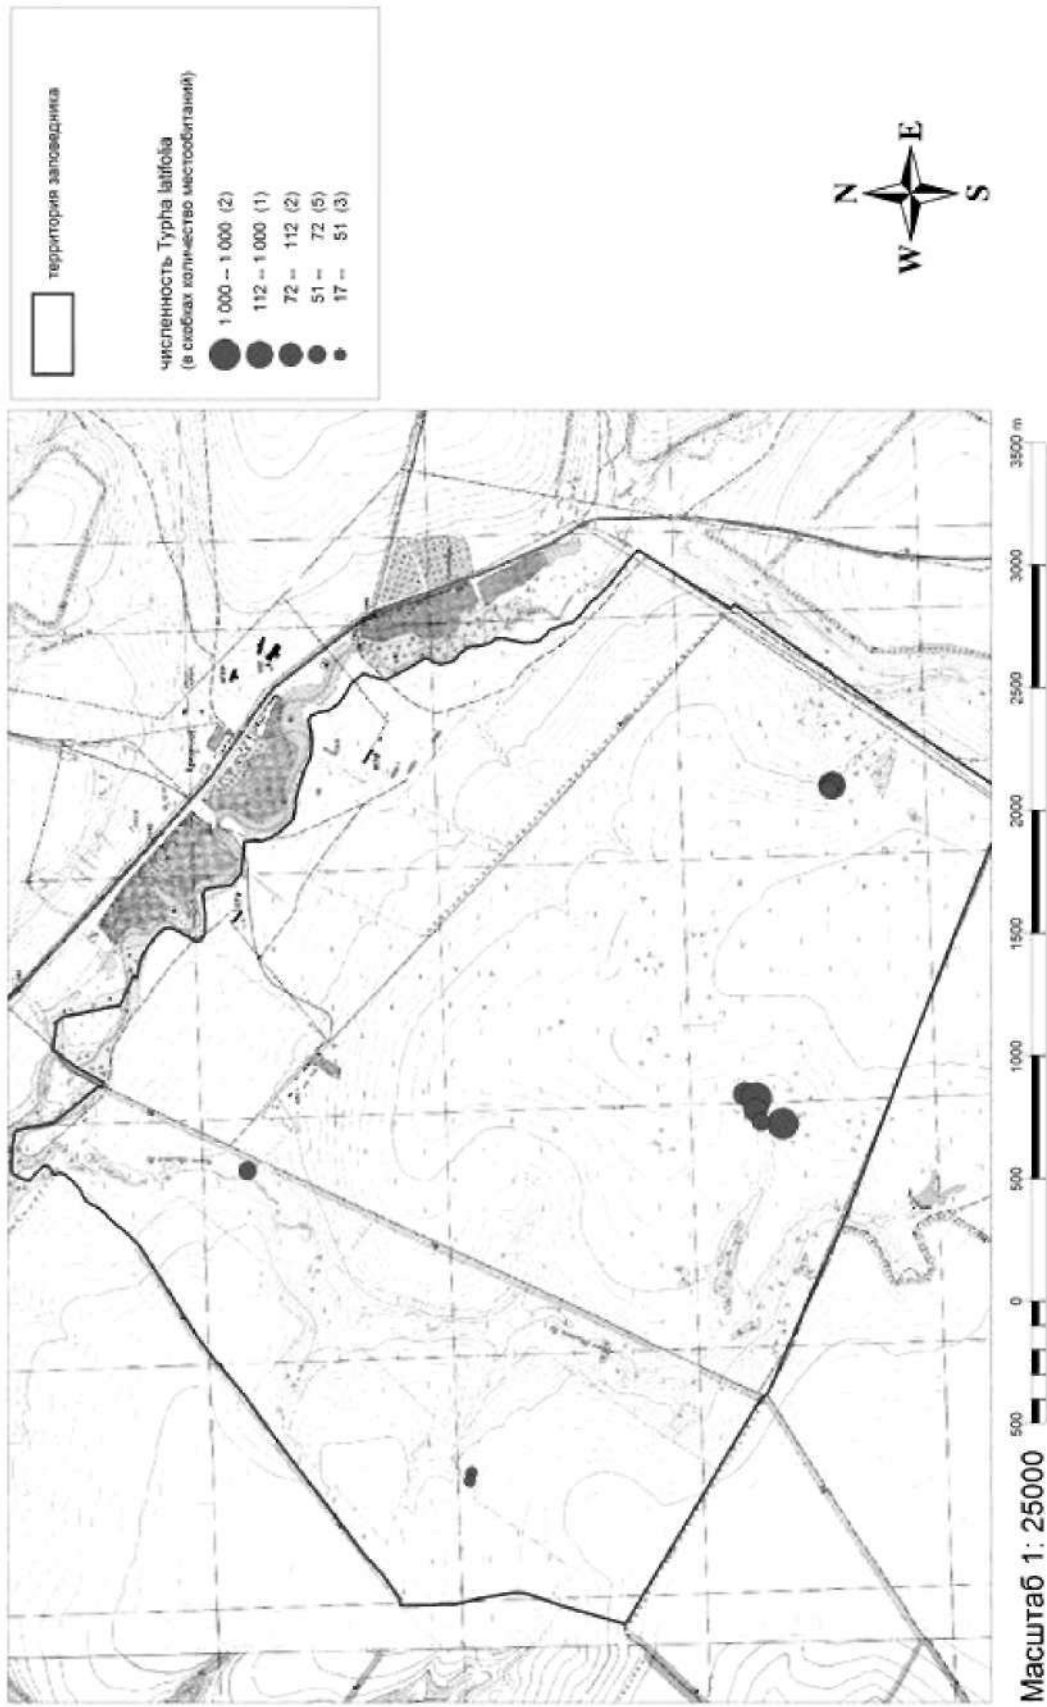 территория заповедника
численность Typha latifolia
(в скобках количество местообитаний)
1 000 – 1 000 (2)
112 – 1 000 (1)
72 – 112 (2)
51 – 72 (5)
17 – 51 (3)
N
W E
S
Масштаб 1: 25000
500 0 500 1000 1500 2000 2500 3000 3500 m